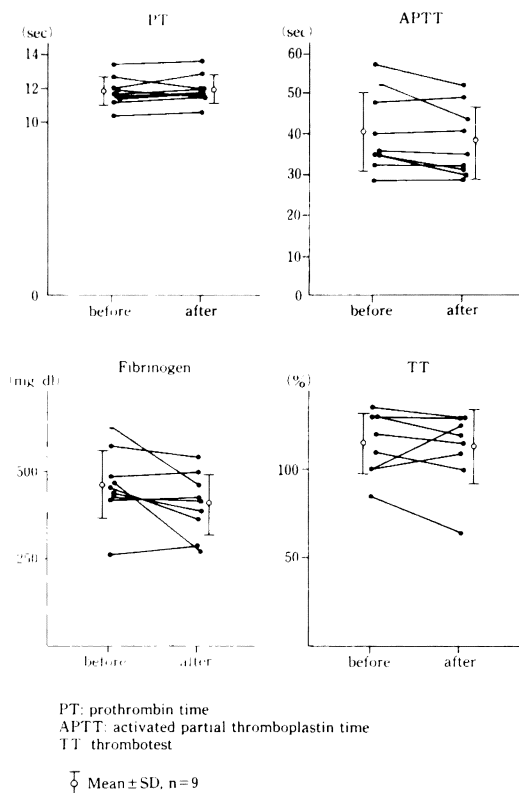 PT
(sec)
14
12
10
0
before after
APTT
(sec)
60
50
40
30
20
10
0
before after
Fibrinogen
(mg dl)
500
250
before after
TT
(%)
100
50
before after
PT: prothrombin time
APTT: activated partial thromboplastin time
TT thrombotest
Mean ± SD, n=9